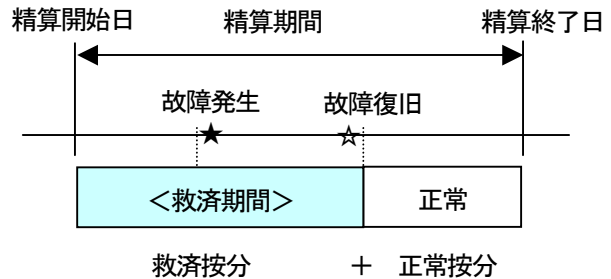 精算開始日 精算期間 精算終了日
故障発生 故障復旧
★ ☆
＜救済期間＞ 正常
救済按分 ＋ 正常按分